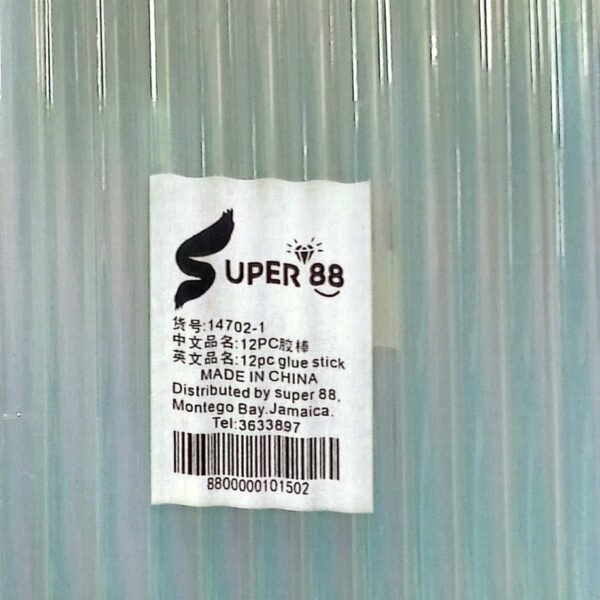 SUPER 88
货号:14702-1
中文品名:12PC胶棒
英文品名:12pc glue stick
MADE IN CHINA
Distributed by super 88,
Montego Bay.Jamaica.
Tel:3633897
8800000101502